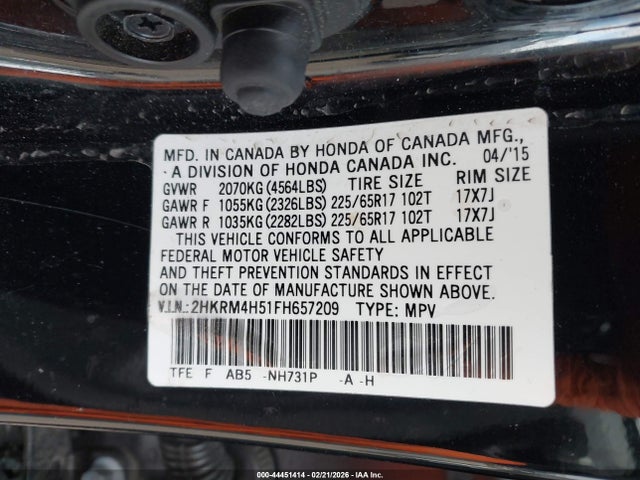 MFD. IN CANADA BY HONDA OF CANADA MFG.,
A DIVISION OF HONDA CANADA INC. 04/'15
GVWR 2070KG(4564LBS) TIRE SIZE RIM SIZE
GAWR F 1055KG(2326LBS) 225/65R17 102T 17X7J
GAWR R 1035KG(2282LBS) 225/65R17 102T 17X7J
THIS VEHICLE CONFORMS TO ALL APPLICABLE
FEDERAL MOTOR VEHICLE SAFETY
AND THEFT PREVENTION STANDARDS IN EFFECT
ON THE DATE OF MANUFACTURE SHOWN ABOVE.
V.I.N.:2HKRM4H51FH657209 TYPE: MPV
TFE F AB5 -NH731P -A -H
000-44451414 - 02/21/2026 - IAA Inc.